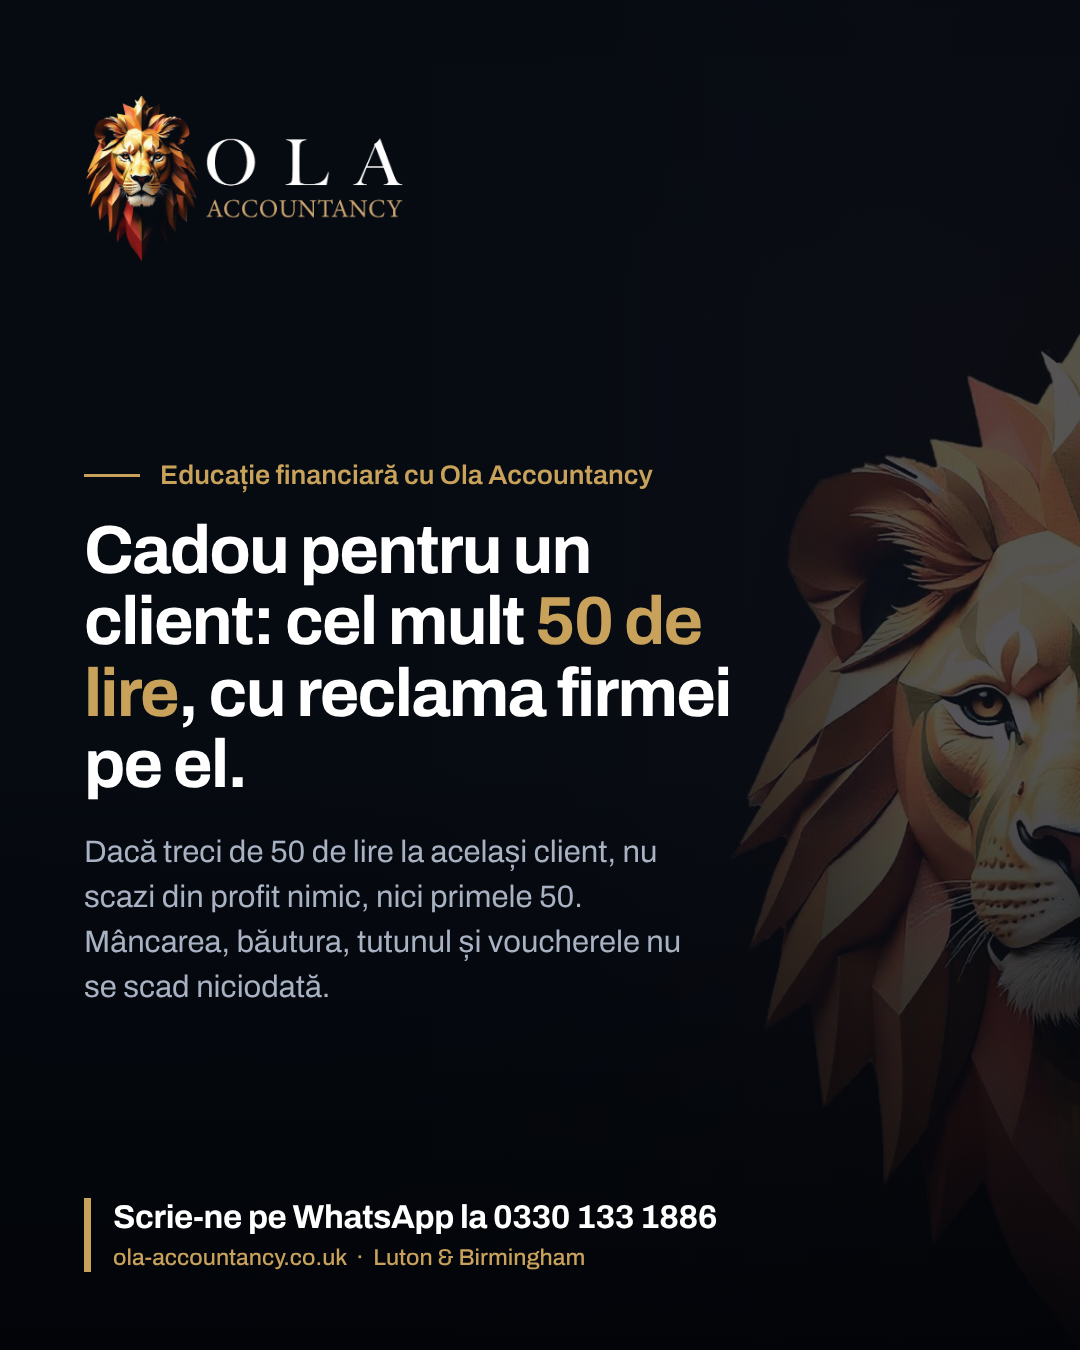 OLA
ACCOUNTANCY
Educație financiară cu Ola Accountancy
Cadou pentru un
client: cel mult 50 de
lire, cu reclama firmei
pe el.
Dacă treci de 50 de lire la același client, nu
scazi din profit nimic, nici primele 50.
Mâncarea, băutura, tutunul și voucherele nu
se scad niciodată.
Scrie-ne pe WhatsApp la 0330 133 1886
ola-accountancy.co.uk · Luton & Birmingham